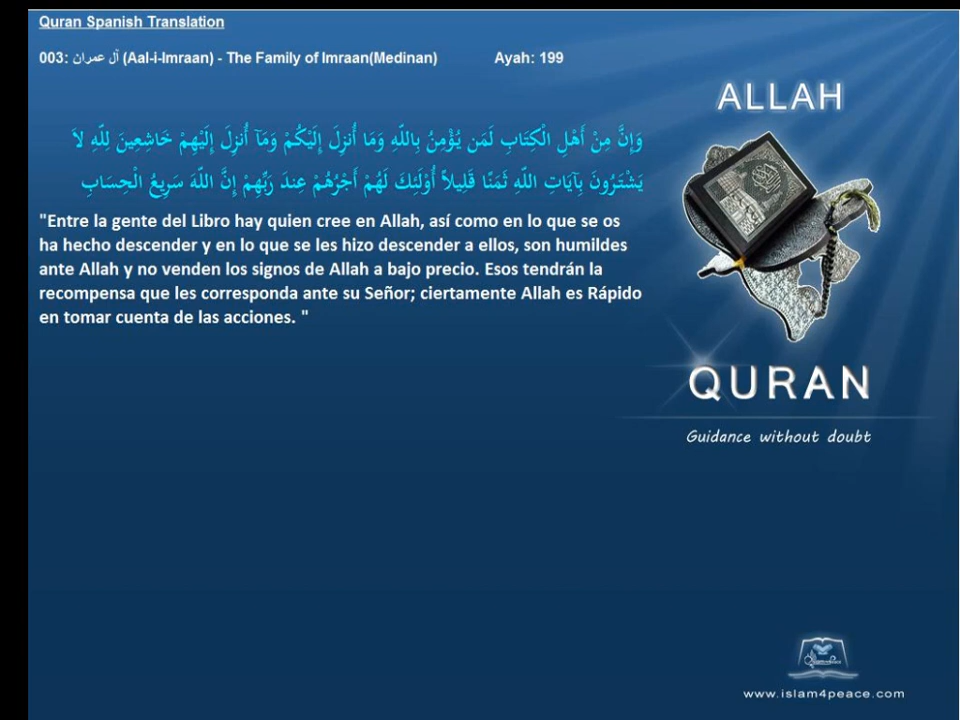 Quran Spanish Translation
003: آل عمران (Aal-i-Imraan) - The Family of Imraan(Medinan) Ayah: 199
وَإِنَّ مِنْ أَهْلِ الْكِتَابِ لَمَن يُؤْمِنُ بِاللّهِ وَمَا أُنزِلَ إِلَيْكُمْ وَمَآ أُنزِلَ إِلَيْهِمْ خَاشِعِينَ لِلّهِ لاَ
يَشْتَرُونَ بِآيَاتِ اللّهِ ثَمَنًا قَلِيلاً أُوْلَئِكَ لَهُمْ أَجْرُهُمْ عِندَ رَبِّهِمْ إِنَّ اللّهَ سَرِيعُ الْحِسَابِ
"Entre la gente del Libro hay quien cree en Allah, así como en lo que se os
ha hecho descender y en lo que se les hizo descender a ellos, son humildes
ante Allah y no venden los signos de Allah a bajo precio. Esos tendrán la
recompensa que les corresponda ante su Señor; ciertamente Allah es Rápido
en tomar cuenta de las acciones. "
ALLAH
QURAN
Guidance without doubt
www.islam4peace.com